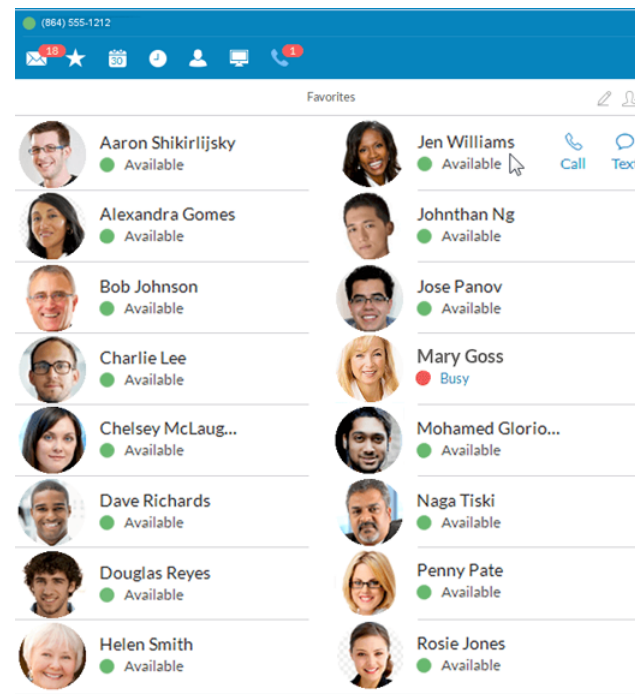 (864) 555-1212
18
30
1
Favorites
Aaron Shikirlijsky
Available
Jen Williams
Available
Call
Text
Alexandra Gomes
Available
Johnthan Ng
Available
Bob Johnson
Available
Jose Panov
Available
Charlie Lee
Available
Mary Goss
Busy
Chelsey McLaug...
Available
Mohamed Glorio...
Available
Dave Richards
Available
Naga Tiski
Available
Douglas Reyes
Available
Penny Pate
Available
Helen Smith
Available
Rosie Jones
Available